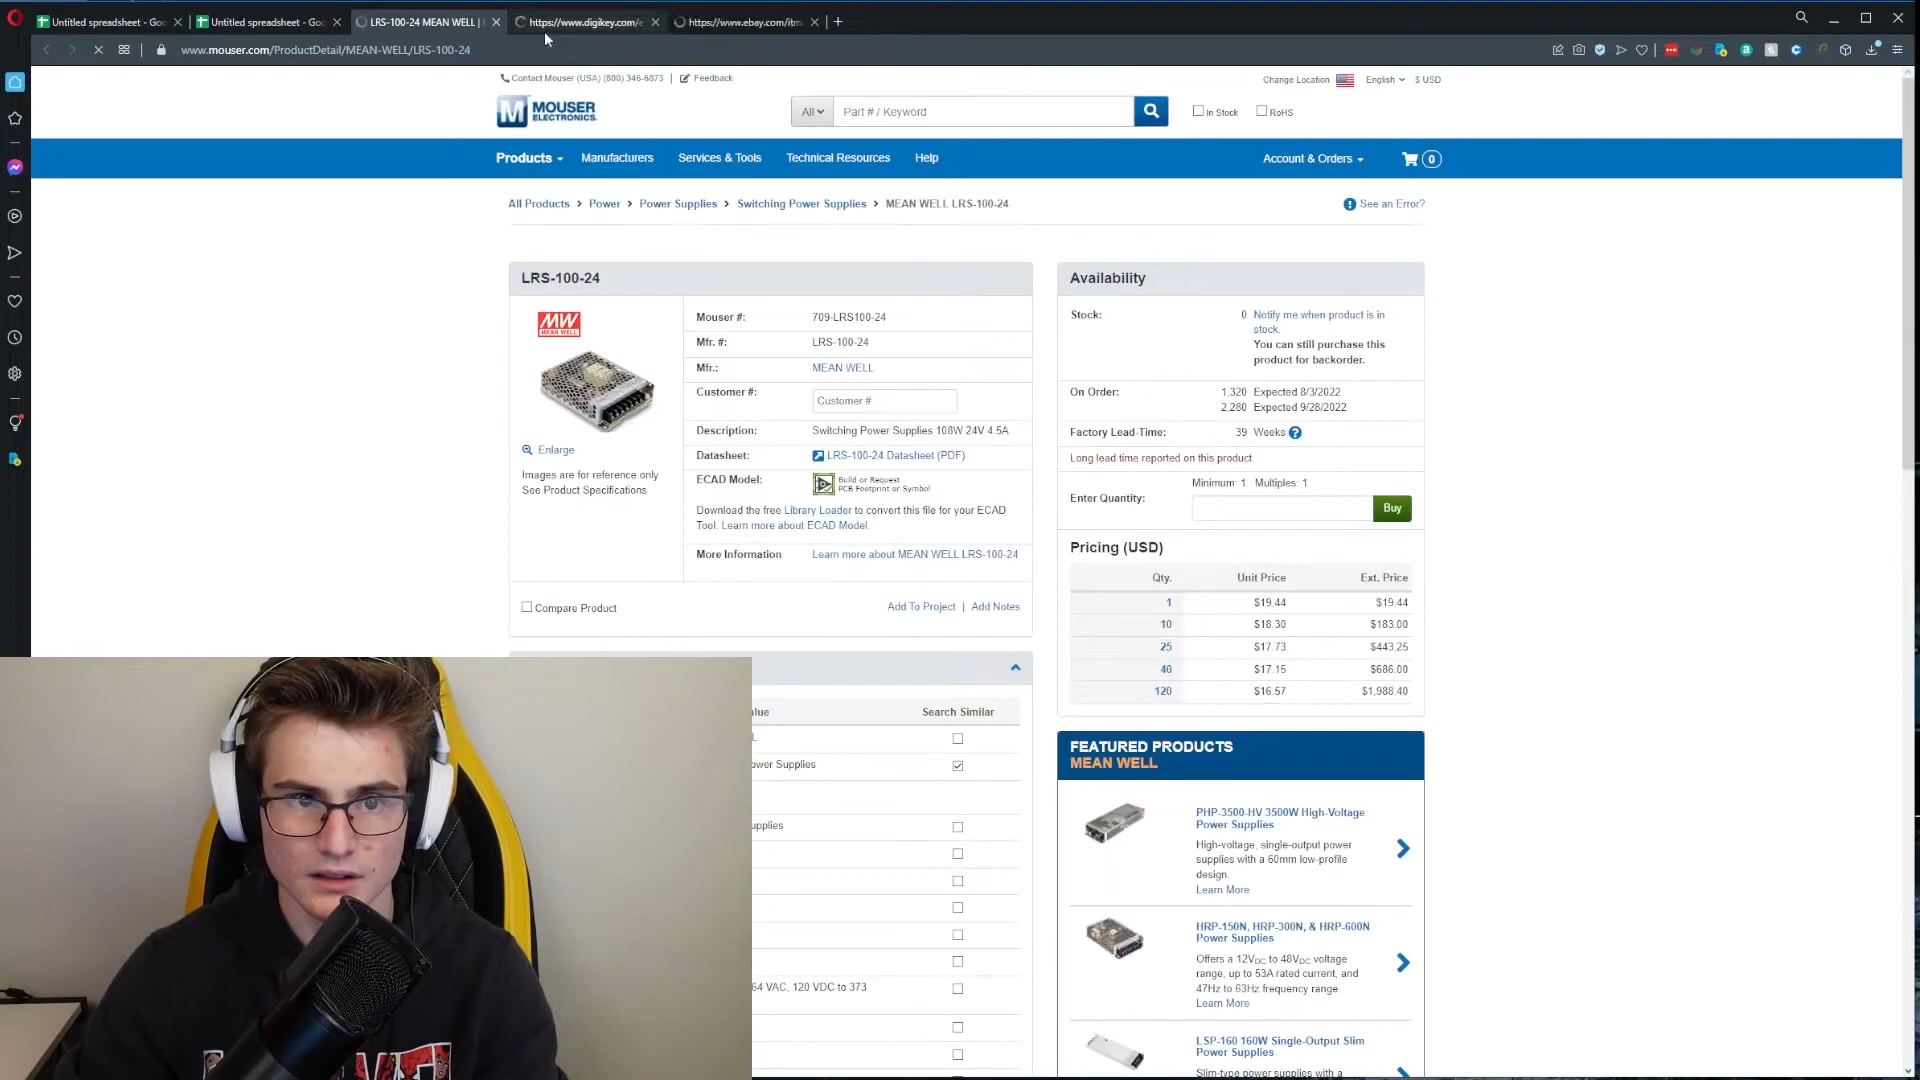 Untitled spreadsheet - Goo
Untitled spreadsheet - Goo
LRS-100-24 MEAN WELL |
https://www.digikey.com/e
https://www.ebay.com/itm
www.mouser.com/ProductDetail/MEAN-WELL/LRS-100-24
Contact Mouser (USA) (800) 346-6873 | Feedback
Change Location English $ USD
M MOUSER ELECTRONICS
All Part # / Keyword
In Stock RoHS
Products Manufacturers Services & Tools Technical Resources Help
Account & Orders 0
All Products > Power > Power Supplies > Switching Power Supplies > MEAN WELL LRS-100-24
See an Error?
LRS-100-24
MW
MEAN WELL
Enlarge
Images are for reference only
See Product Specifications
Mouser #: 709-LRS100-24
Mfr. #: LRS-100-24
Mfr.: MEAN WELL
Customer #: Customer #
Description: Switching Power Supplies 108W 24V 4.5A
Datasheet: LRS-100-24 Datasheet (PDF)
ECAD Model: Build or Request
PCB Footprint or Symbol
Download the free Library Loader to convert this file for your ECAD
Tool. Learn more about ECAD Model.
More Information Learn more about MEAN WELL LRS-100-24
Compare Product
Add To Project | Add Notes
Availability
Stock: 0 Notify me when product is in
stock.
You can still purchase this
product for backorder.
On Order: 1,320 Expected 8/3/2022
2,280 Expected 9/28/2022
Factory Lead-Time: 39 Weeks
Long lead time reported on this product.
Minimum: 1 Multiples: 1
Enter Quantity: Buy
Pricing (USD)
Qty. Unit Price Ext. Price
1 $19.44 $19.44
10 $18.30 $183.00
25 $17.73 $443.25
40 $17.15 $686.00
120 $16.57 $1,988.40
alue Search Similar
L
ower Supplies
upplies
64 VAC, 120 VDC to 373
FEATURED PRODUCTS
MEAN WELL
PHP-3500-HV 3500W High-Voltage
Power Supplies
High-voltage, single-output power
supplies with a 60mm low-profile
design.
Learn More
HRP-150N, HRP-300N, & HRP-600N
Power Supplies
Offers a 12VDC to 48VDC voltage
range, up to 53A rated current, and
47Hz to 63Hz frequency range.
Learn More
LSP-160 160W Single-Output Slim
Power Supplies
Slim-type power supplies with a